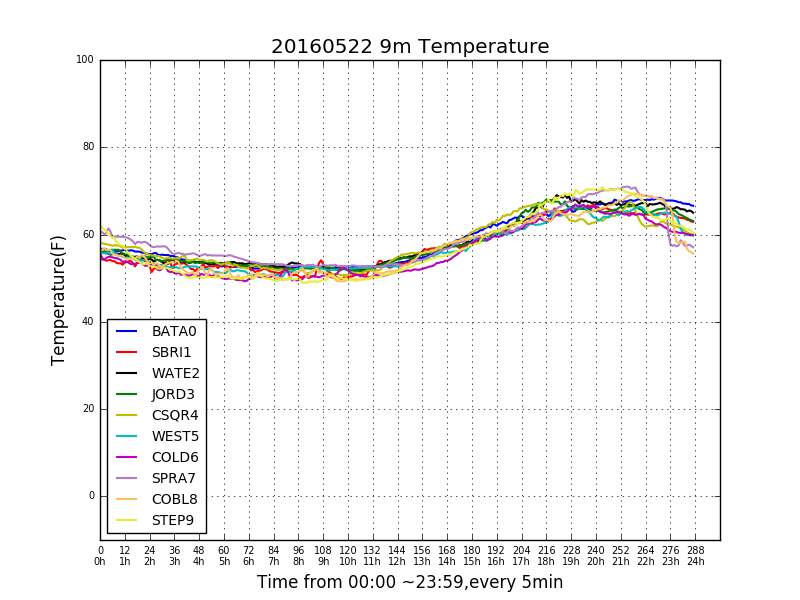 20160522 9m Temperature
100
80
60
40
20
0
Temperature(F)
BATA0
SBRI1
WATE2
JORD3
CSQR4
WEST5
COLD6
SPRA7
COBL8
STEP9
0 12 24 36 48 60 72 84 96 108 120 132 144 156 168 180 192 204 216 228 240 252 264 276 288
0h 1h 2h 3h 4h 5h 6h 7h 8h 9h 10h 11h 12h 13h 14h 15h 16h 17h 18h 19h 20h 21h 22h 23h 24h
Time from 00:00 ~23:59,every 5min